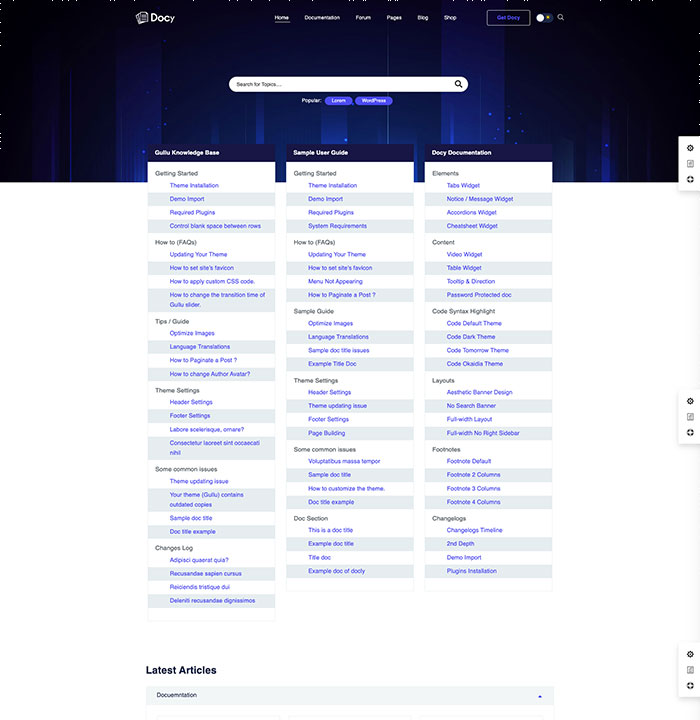 Docy
Home Documentation Forum Pages Blog Shop Get Docy
Search for Topics....
Popular: Lorem WordPress
Gullu Knowledge Base
Getting Started
Theme Installation
Demo Import
Required Plugins
Control blank space between rows
How to (FAQs)
Updating Your Theme
How to set site's favicon
How to apply custom CSS code.
How to change the transition time of
Gullu slider.
Tips / Guide
Optimize Images
Language Translations
How to Paginate a Post ?
How to change Author Avatar?
Theme Settings
Header Settings
Footer Settings
Labore scelerisque, ornare?
Consectetur laoreet sint occaecati
nihil
Some common issues
Theme updating issue
Your theme (Gullu) contains
outdated copies
Sample doc title
Doc title example
Changes Log
Adipisci quaerat quia?
Recusandae sapien cursus
Reiciendis tristique dui
Deleniti recusandae dignissimos
Sample User Guide
Getting Started
Theme Installation
Demo Import
Required Plugins
System Requirements
How to (FAQs)
Updating Your Theme
How to set site's favicon
Menu Not Appearing
How to Paginate a Post ?
Sample Guide
Optimize Images
Language Translations
Sample doc title issues
Example Title Doc
Theme Settings
Header Settings
Theme updating issue
Footer Settings
Page Building
Some common issues
Voluptatibus massa tempor
Sample doc title
How to customize the theme.
Doc title example
Doc Section
This is a doc title
Example doc title
Title doc
Example doc of docly
Docy Documentation
Elements
Tabs Widget
Notice / Message Widget
Accordions Widget
Cheatsheet Widget
Content
Video Widget
Table Widget
Tooltip & Direction
Password Protected doc
Code Syntax Highlight
Code Default Theme
Code Dark Theme
Code Tomorrow Theme
Code Okaidia Theme
Layouts
Aesthetic Banner Design
No Search Banner
Full-width Layout
Full-width No Right Sidebar
Footnotes
Footnote Default
Footnote 2 Columns
Footnote 3 Columns
Footnote 4 Columns
Changelogs
Changelogs Timeline
2nd Depth
Demo Import
Plugins Installation
Latest Articles
Docuemntation